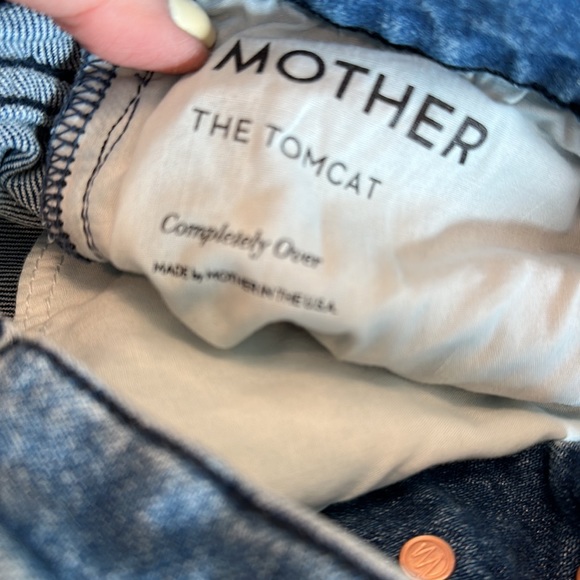 MOTHER
THE TOMCAT
Completely Over
MADE by MOTHER IN THE U.S.A.